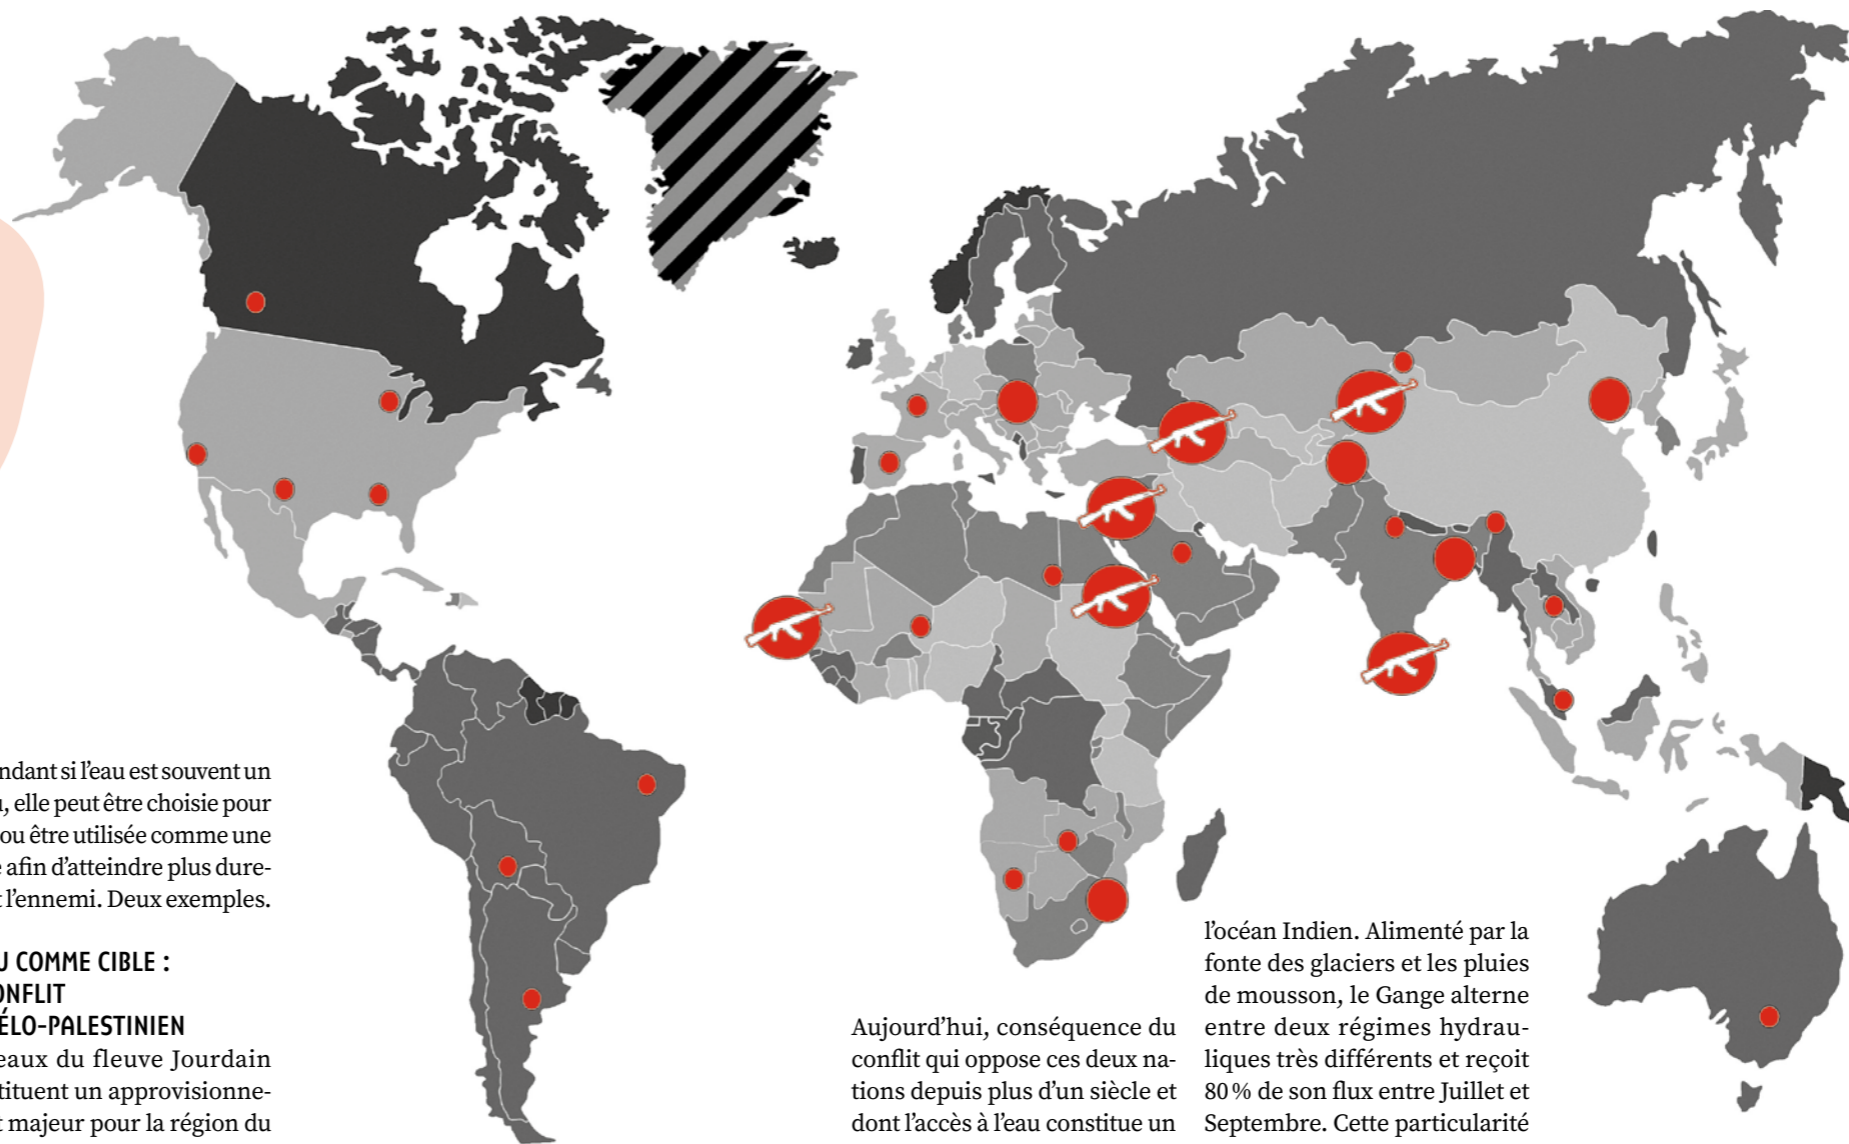 ndant si l’eau est souvent un
, elle peut être choisie pour
ou être utilisée comme une
afin d’atteindre plus dure-
l’ennemi. Deux exemples.
U COMME CIBLE :
ONFLIT
ÉLO-PALESTINIEN
eaux du fleuve Jourdain
tituent un approvisionne-
t majeur pour la région du
Aujourd’hui, conséquence du
conflit qui oppose ces deux na-
tions depuis plus d’un siècle et
dont l’accès à l’eau constitue un
l’océan Indien. Alimenté par la
fonte des glaciers et les pluies
de mousson, le Gange alterne
entre deux régimes hydrau-
liques très différents et reçoit
80 % de son flux entre Juillet et
Septembre. Cette particularité